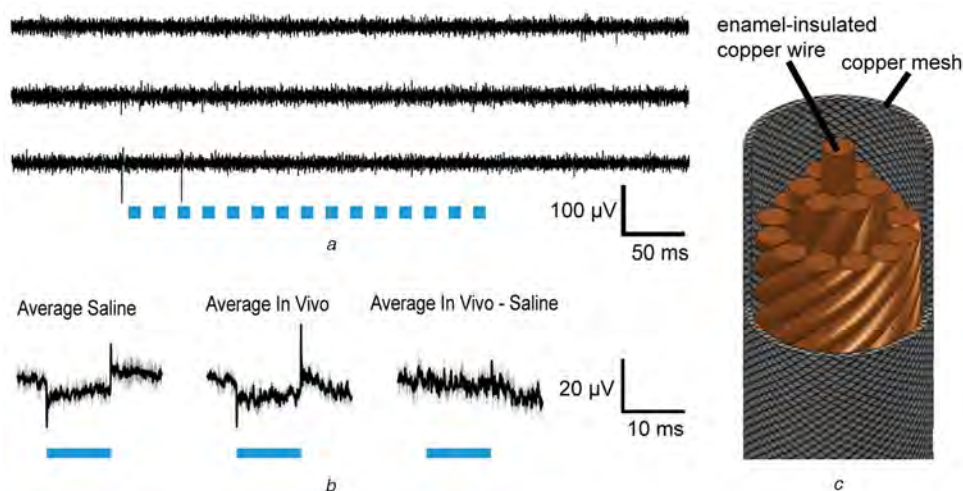 enamel-insulated
copper wire
copper mesh
100 µV
50 ms
a
Average Saline
Average In Vivo
Average In Vivo - Saline
20 µV
10 ms
b
c